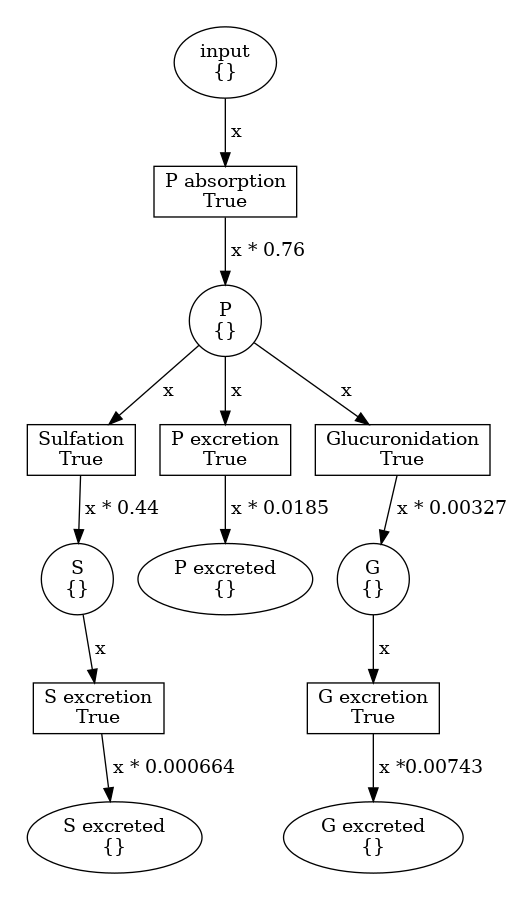 input
{}
x
P absorption
True
x * 0.76
P
{}
x
x
x
Sulfation
True
P excretion
True
Glucuronidation
True
x * 0.44
x * 0.0185
x * 0.00327
S
{}
P excreted
{}
G
{}
x
x
S excretion
True
G excretion
True
x * 0.000664
x *0.00743
S excreted
{}
G excreted
{}